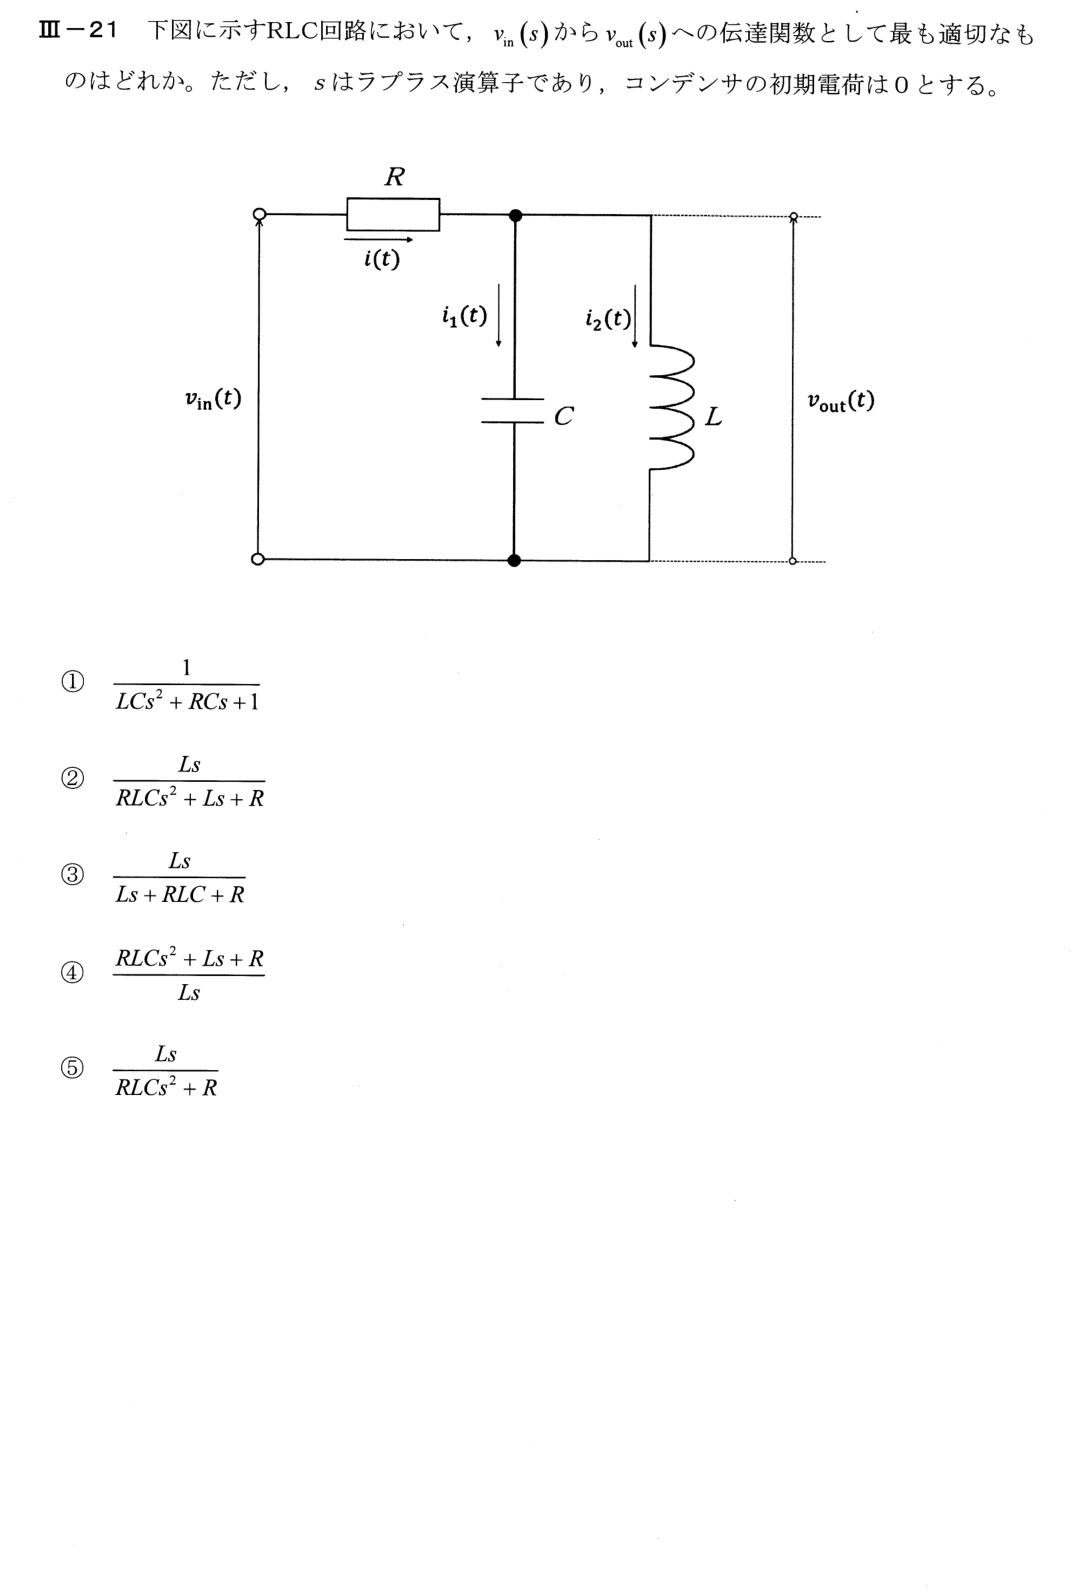 Ⅲ－21　下図に示すRLC回路において，v_in (s)からv_out (s)への伝達関数として最も適切なも
のはどれか。ただし，sはラプラス演算子であり，コンデンサの初期電荷は０とする。
R
i(t)
i₁(t)
i₂(t)
v_in(t)
C
L
v_out(t)
① 1
LCs² + RCs +1
② Ls
RLCs² + Ls + R
③ Ls
Ls + RLC + R
④ RLCs² + Ls + R
Ls
⑤ Ls
RLCs² + R